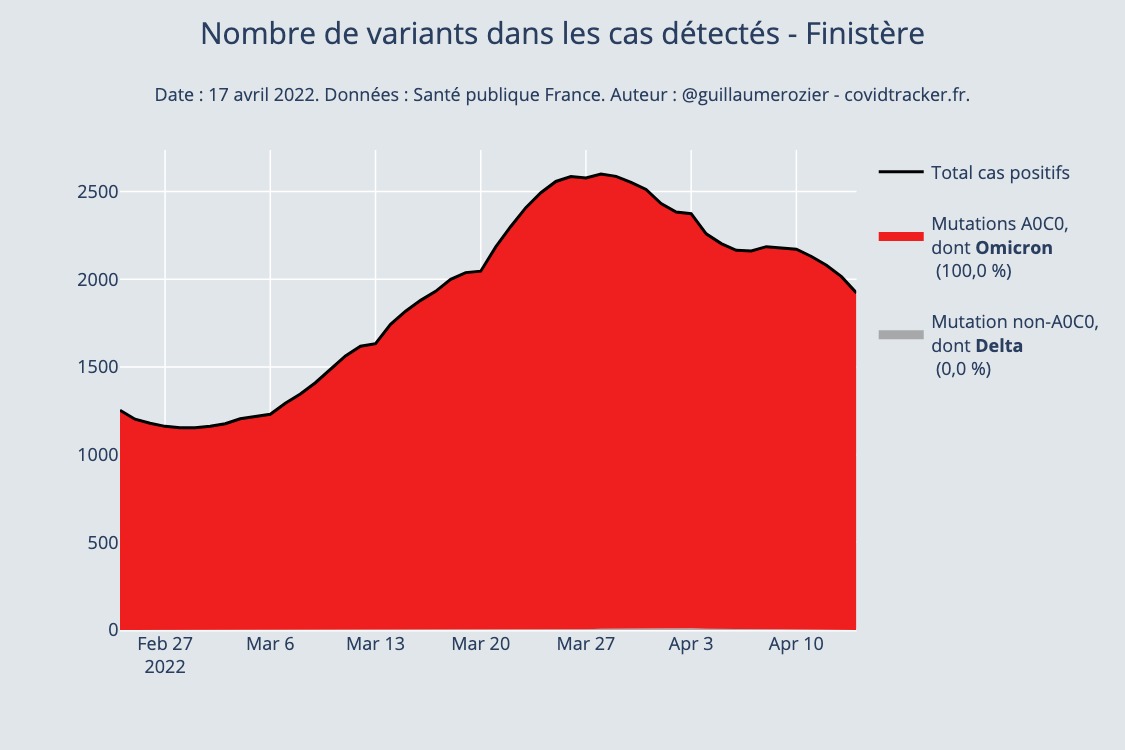 Nombre de variants dans les cas détectés - Finistère
Date : 17 avril 2022. Données : Santé publique France. Auteur : @guillaumerozier - covidtracker.fr.
Total cas positifs
Mutations A0C0,
dont Omicron
(100,0 %)
Mutation non-A0C0,
dont Delta
(0,0 %)
2500
2000
1500
1000
500
0
Feb 27
2022
Mar 6
Mar 13
Mar 20
Mar 27
Apr 3
Apr 10